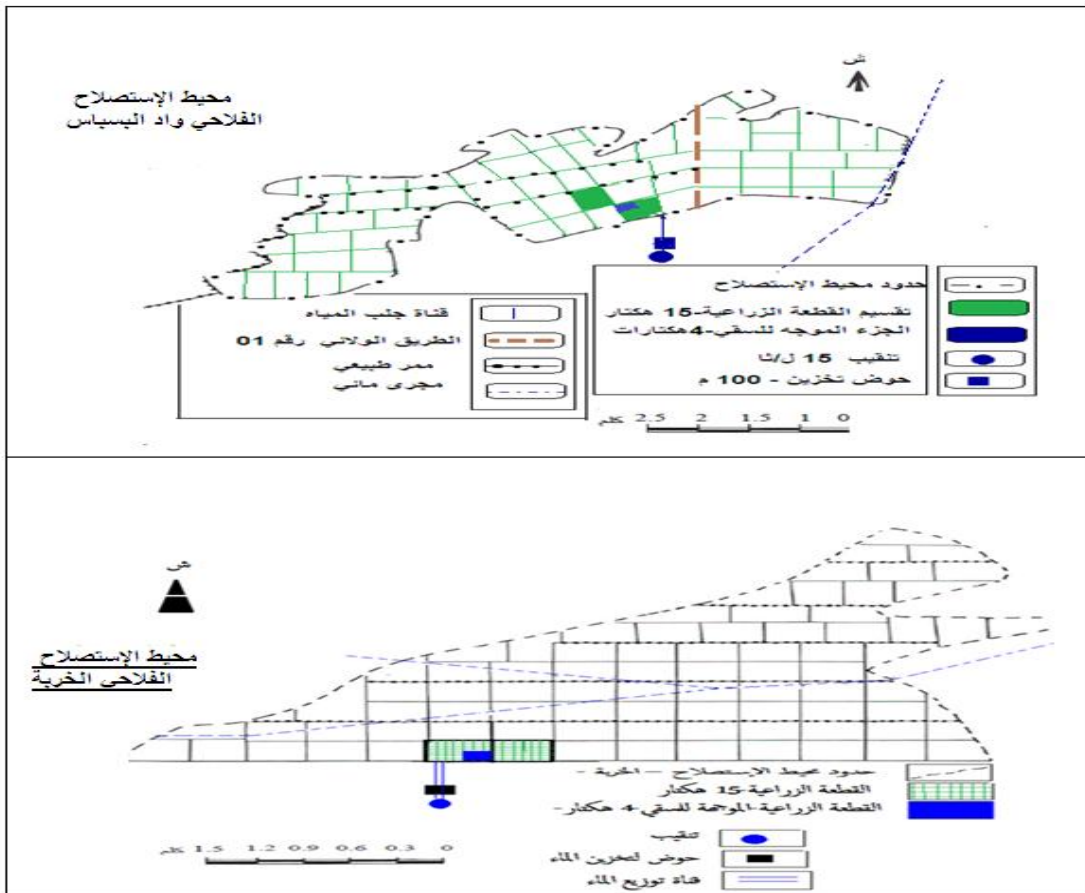 ش
محيط الإستصلاح
الفلاحي واد البسباس
حدود محيط الإستصلاح
تقسيم القطعة الزراعية-15 هكتار
الجزء الموجه للسقي-4هكتارات
تنقيب 15 ل/ثا
حوض تخزين - 100 م
قناة جلب المياه
الطريق الولائي رقم 01
ممر طبيعي
مجرى مائي
0 1 1.5 2 2.5 كلم
ش
محيط الإستصلاح
الفلاحي الخربة
حدود محيط الإستصلاح – الخربة -
القطعة الزراعية-15 هكتار
القطعة الزراعية-الموجهة للسقي-4 هكتار-
تنقيب
حوض لتخزين الماء
قناة توزيع الماء
0 0.3 0.6 0.9 1.2 1.5 كلم